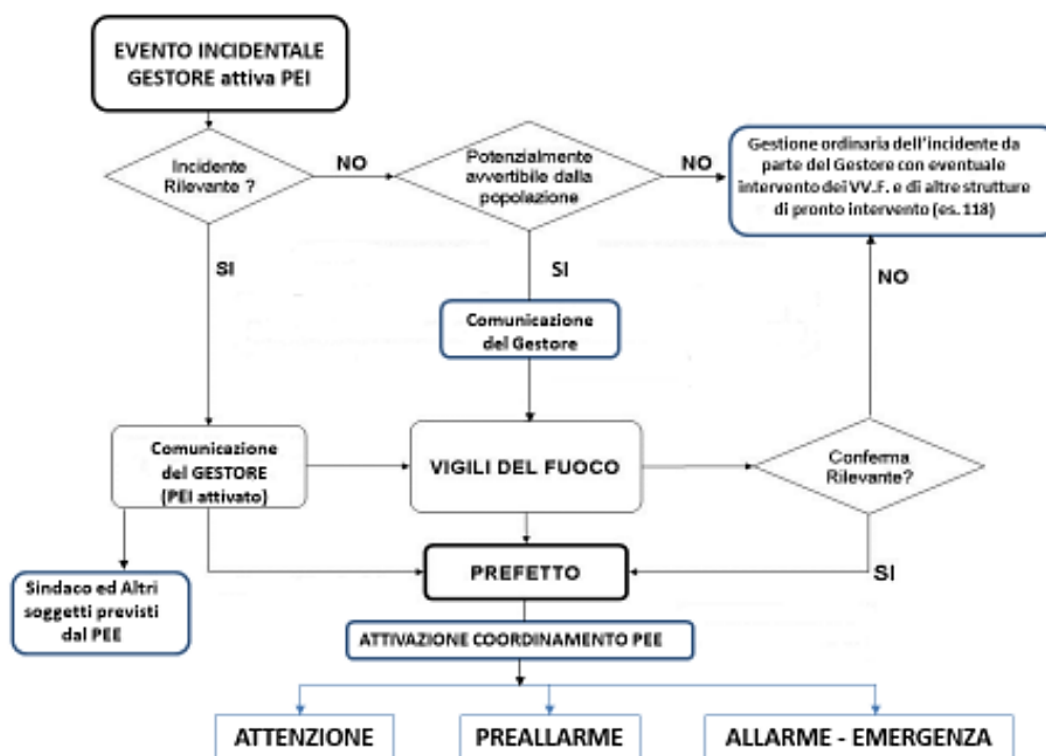 EVENTO INCIDENTALE
GESTORE attiva PEI
Incidente
Rilevante ?
NO
Potenzialmente
avvertibile dalla
popolazione
NO
Gestione ordinaria dell'incidente da
parte del Gestore con eventuale
intervento dei VV.F. e di altre strutture
di pronto intervento (es. 118)
SI
SI
NO
Comunicazione
del Gestore
Comunicazione
del GESTORE
(PEI attivato)
VIGILI DEL FUOCO
Conferma
Rilevante?
SI
PREFETTO
Sindaco ed Altri
soggetti previsti
dal PEE
ATTIVAZIONE COORDINAMENTO PEE
ATTENZIONE
PREALLARME
ALLARME - EMERGENZA